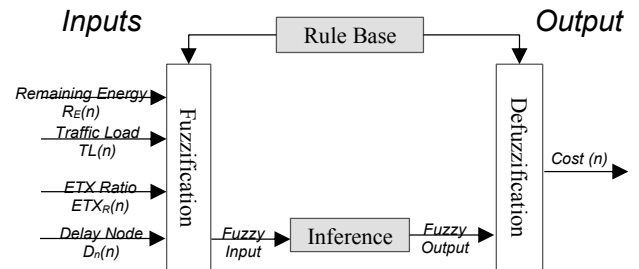 Inputs
Output
Rule Base
Remaining Energy
R_E(n)
Traffic Load
TL(n)
ETX Ratio
ETX_R(n)
Delay Node
D_n(n)
Fuzzification
Fuzzy
Input
Inference
Fuzzy
Output
Defuzzification
Cost (n)